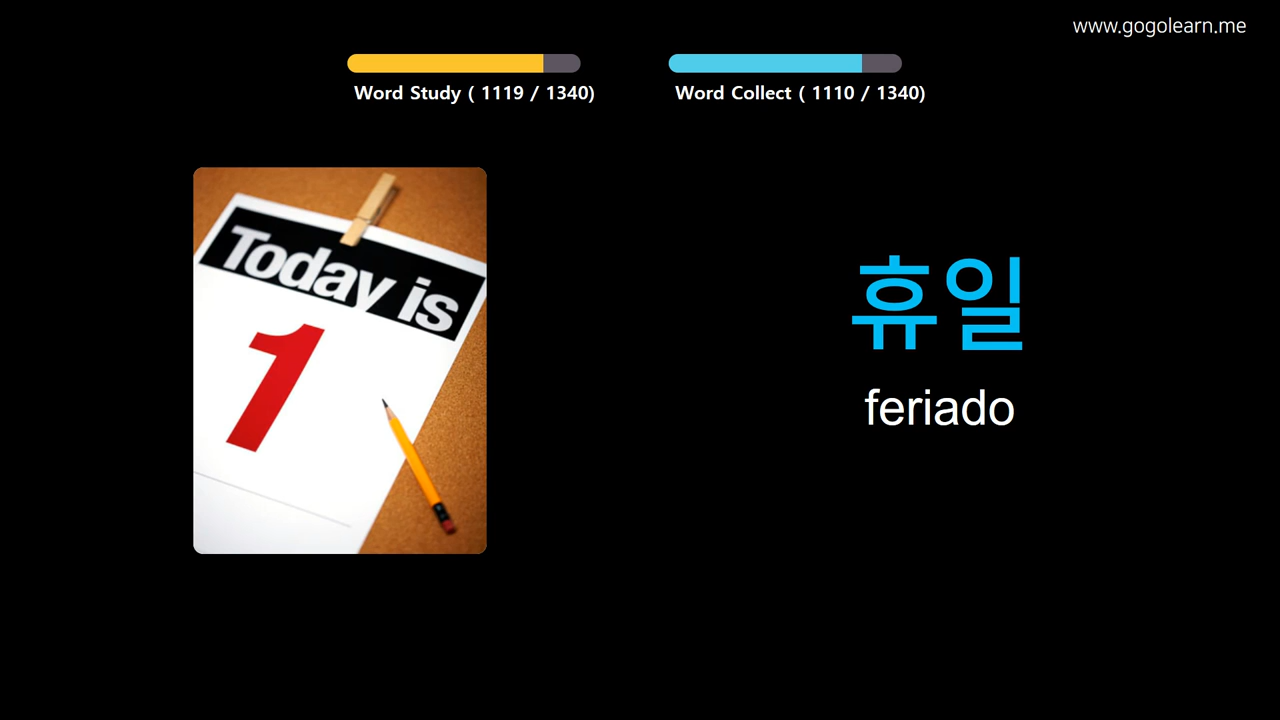 www.gogolearn.me
Word Study ( 1119 / 1340)
Word Collect ( 1110 / 1340)
Today is
1
휴일
feriado